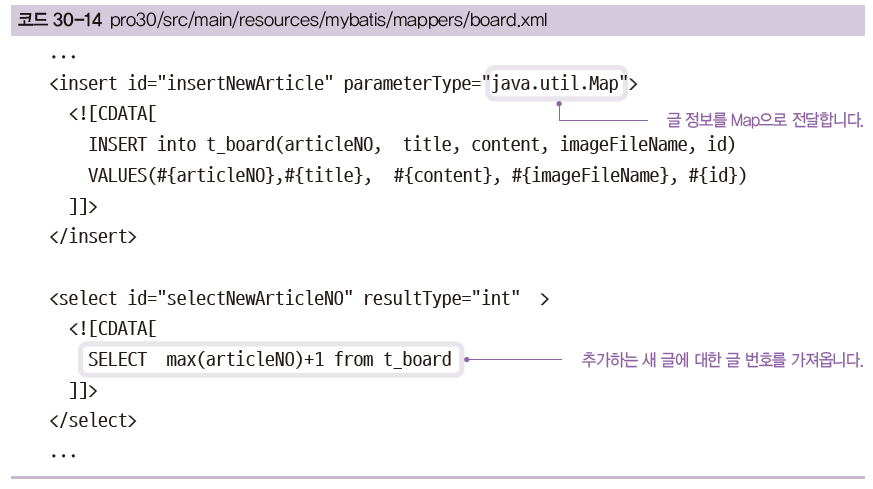 코드 30-14 pro30/src/main/resources/mybatis/mappers/board.xml
...
<insert id="insertNewArticle" parameterType="java.util.Map">
<![CDATA[
글 정보를 Map으로 전달합니다.
INSERT into t_board(articleNO,  title, content, imageFileName, id)
VALUES(#{articleNO},#{title},  #{content}, #{imageFileName}, #{id})
]]>
</insert>
<select id="selectNewArticleNO" resultType="int"  >
<![CDATA[
SELECT  max(articleNO)+1 from t_board
추가하는 새 글에 대한 글 번호를 가져옵니다.
]]>
</select>
...